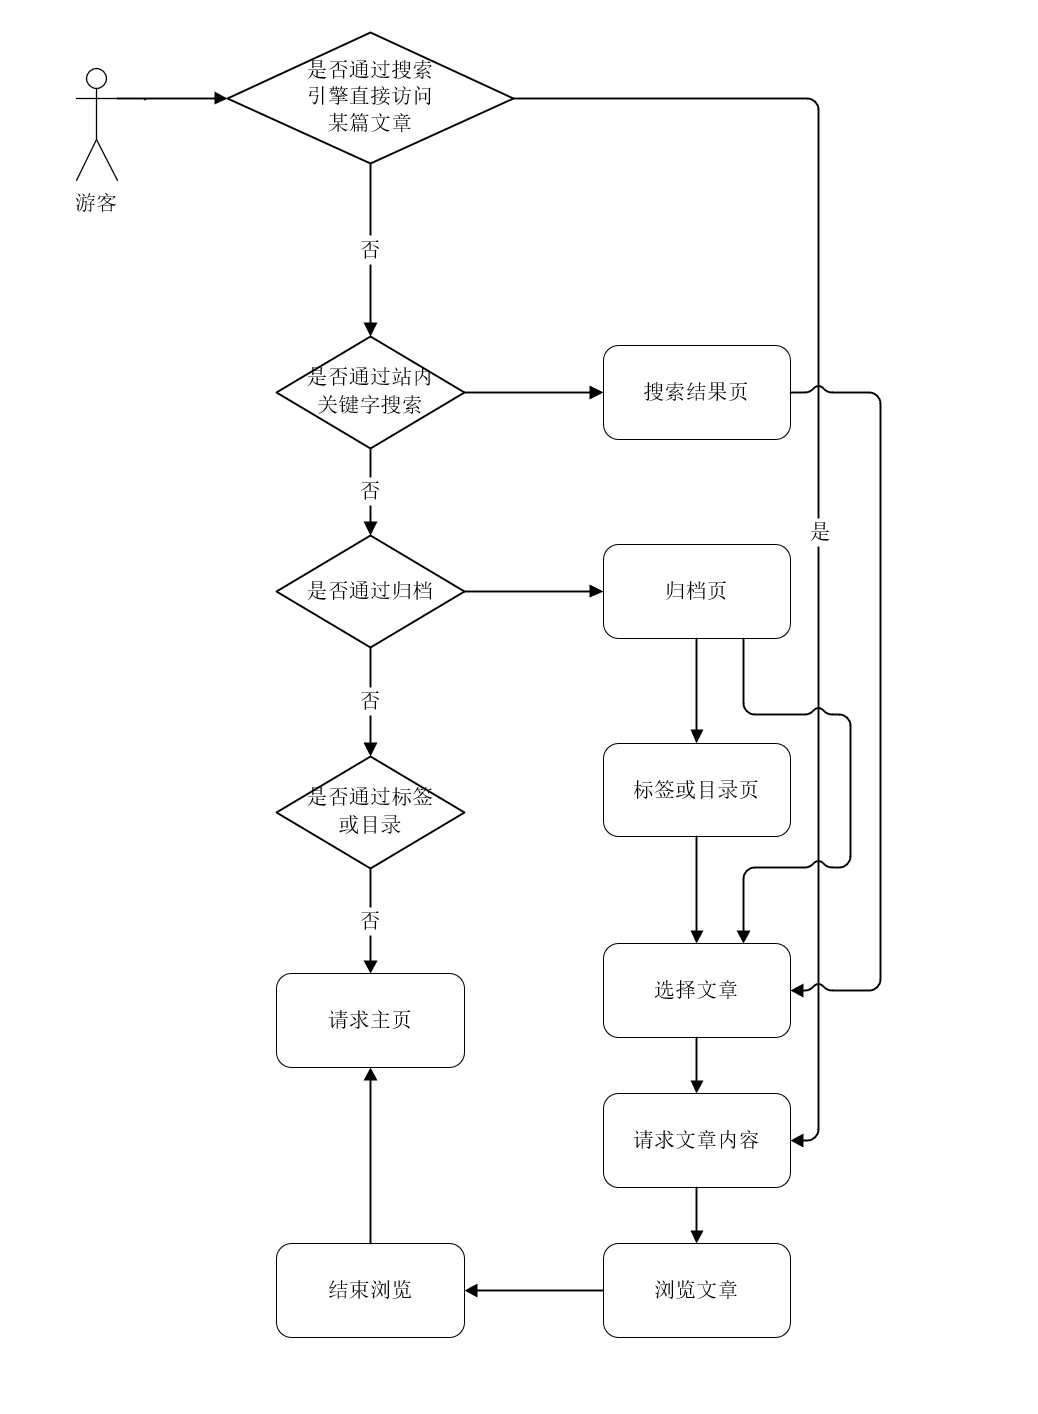 是否通过搜索
引擎直接访问
某篇文章
游客
否
是否通过站内
关键字搜索
搜索结果页
否
是
是否通过归档
归档页
否
是否通过标签
或目录
标签或目录页
否
选择文章
请求主页
请求文章内容
结束浏览
浏览文章